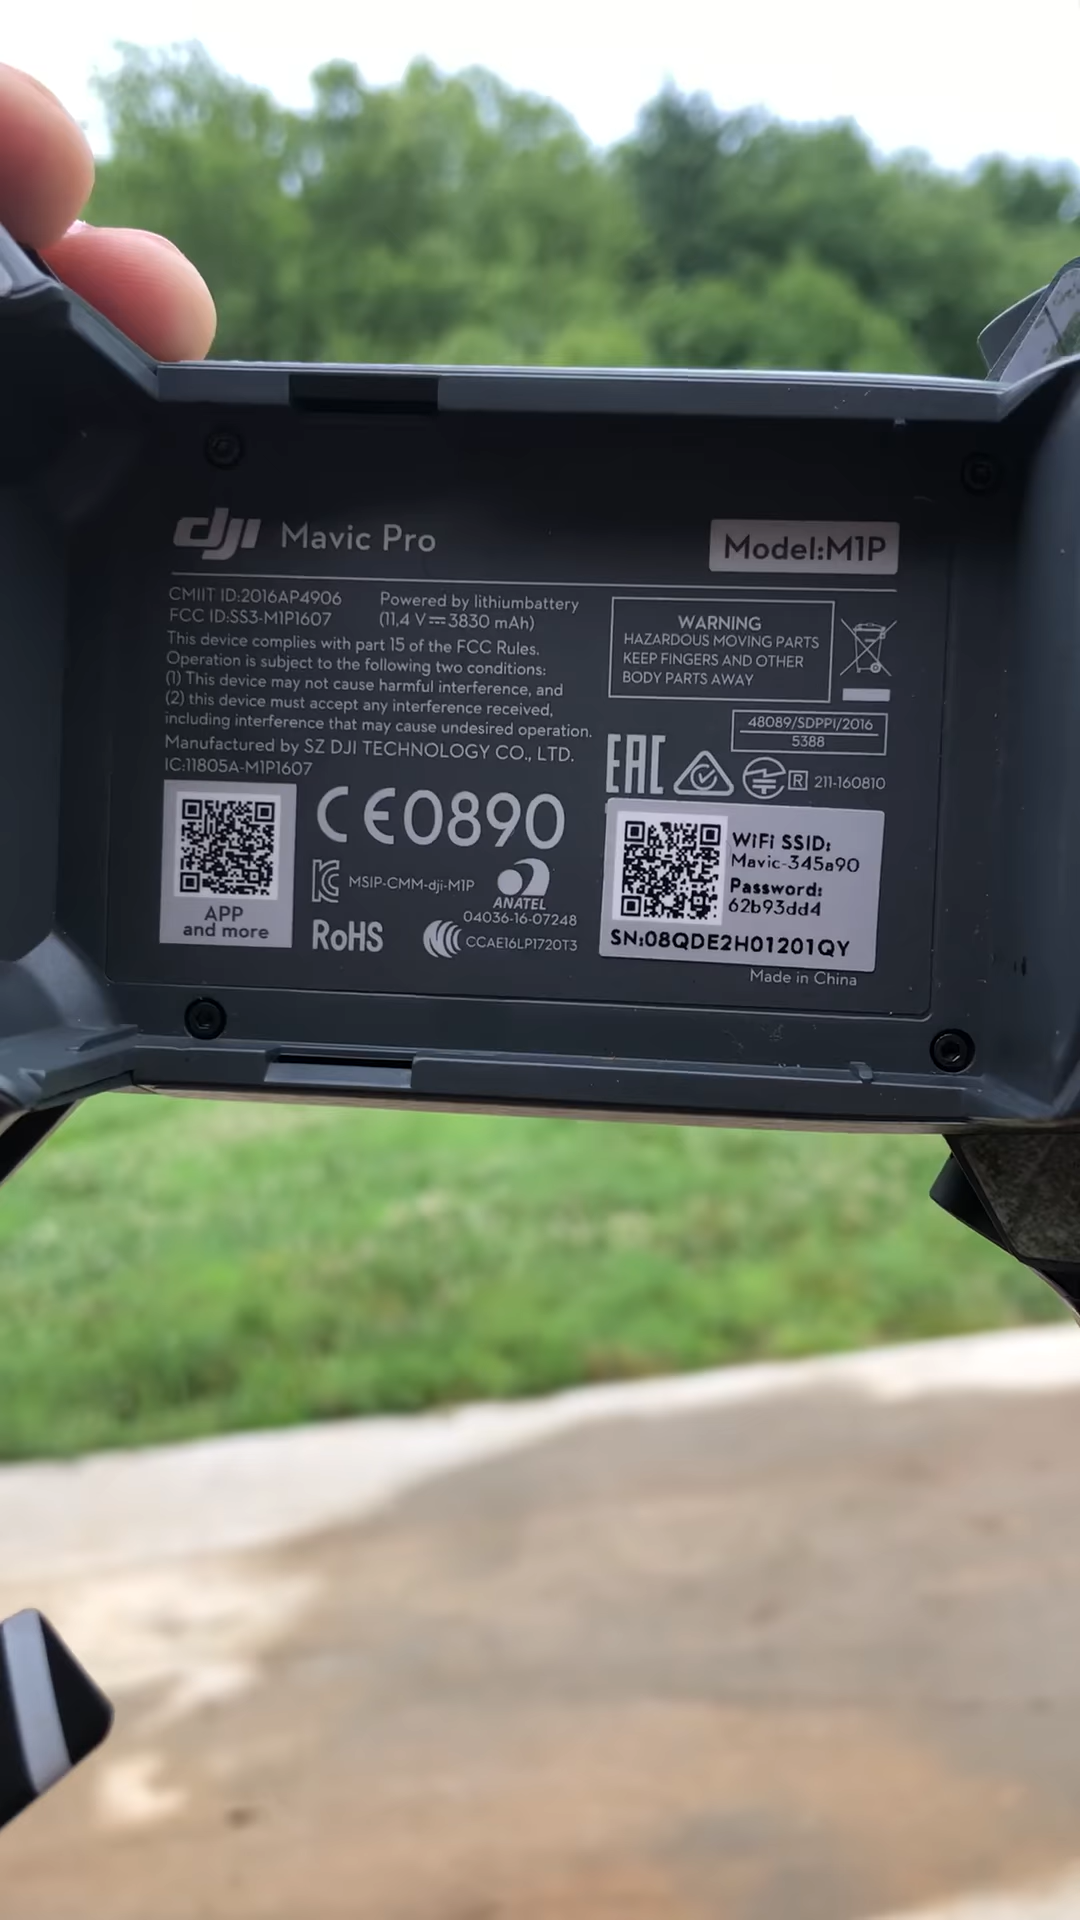 dji Mavic Pro
Model:M1P
CMIIT ID:2016AP4906
FCC ID:SS3-M1P1607
Powered by lithiumbattery
(11,4 V⎓3830 mAh)
This device complies with part 15 of the FCC Rules.
Operation is subject to the following two conditions:
(1) This device may not cause harmful interference, and
(2) this device must accept any interference received,
including interference that may cause undesired operation.
Manufactured by SZ DJI TECHNOLOGY CO., LTD.
IC:11805A-M1P1607
WARNING
HAZARDOUS MOVING PARTS
KEEP FINGERS AND OTHER
BODY PARTS AWAY
48089/SDPPI/2016
5388
EAC
R 211-160810
APP
and more
CE0890
MSIP-CMM-dji-M1P
ANATEL
04036-16-07248
RoHS
CCAE16LP1720T3
WiFi SSID:
Mavic-345a90
Password:
62b93dd4
SN:08QDE2H01201QY
Made in China